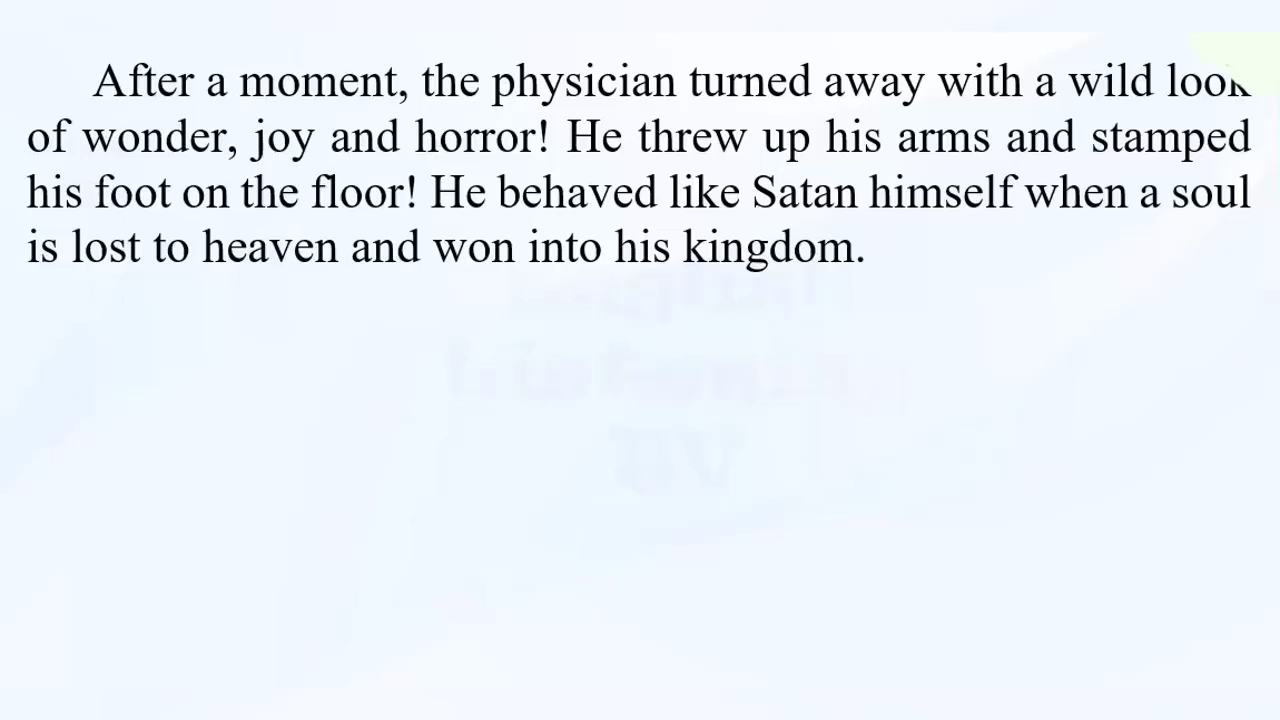 After a moment, the physician turned away with a wild look
of wonder, joy and horror! He threw up his arms and stamped
his foot on the floor! He behaved like Satan himself when a soul
is lost to heaven and won into his kingdom.